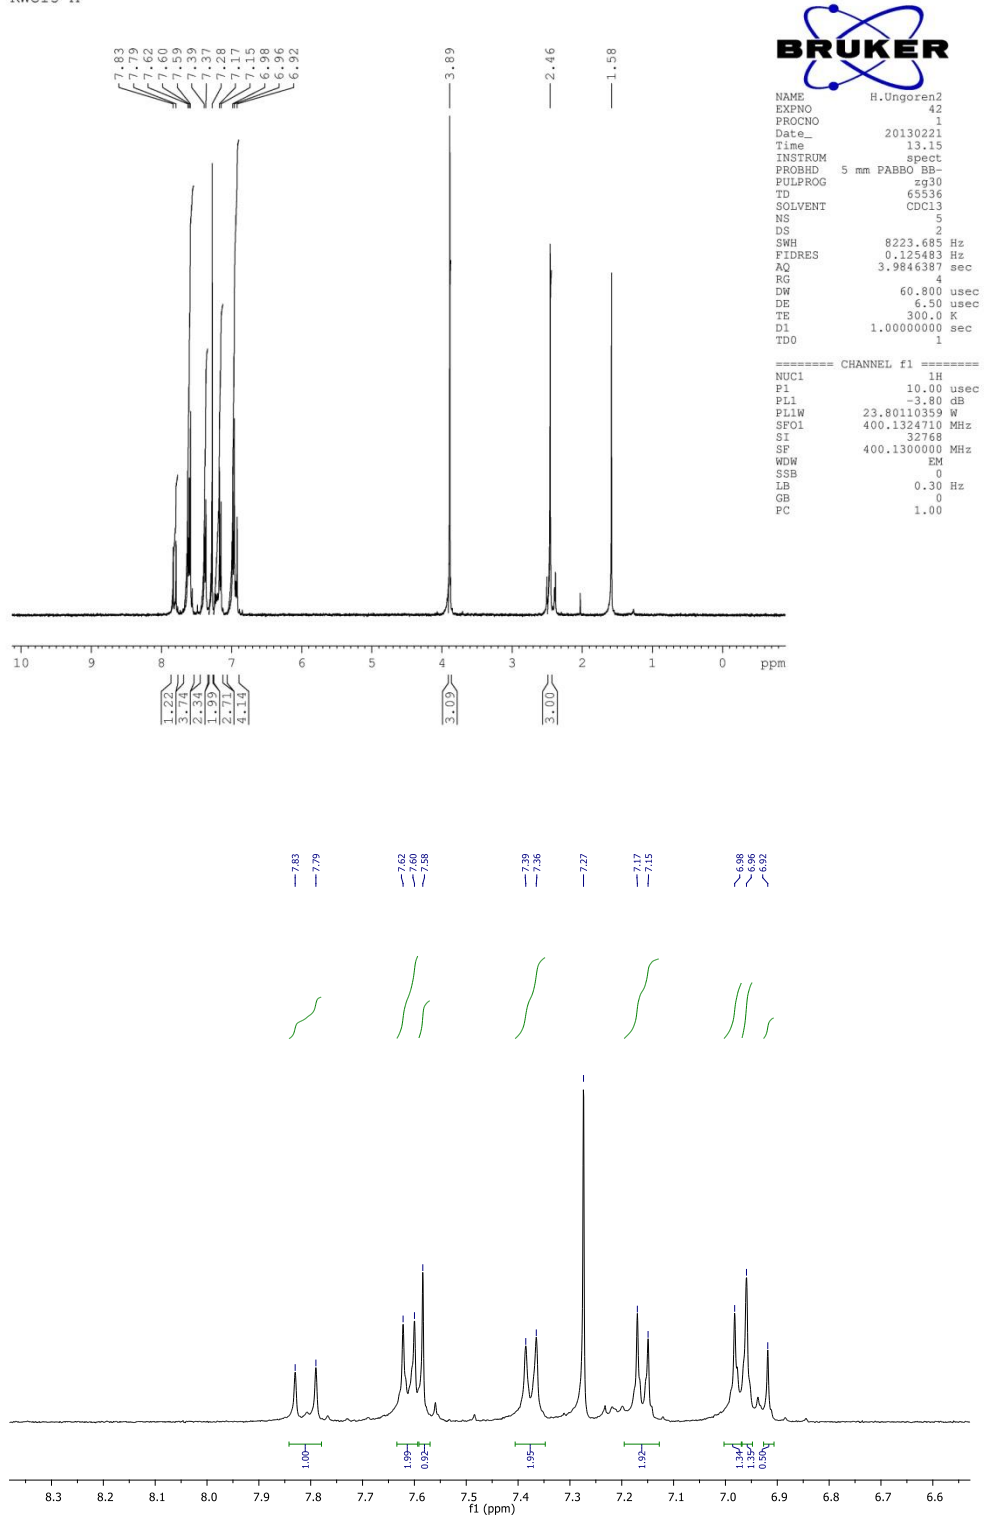 7.83
7.79
7.62
7.60
7.59
7.39
7.37
7.28
7.17
7.15
6.98
6.96
6.92
3.89
2.46
1.58
BRUKER
NAME H.Ungoren2
EXPNO 42
PROCNO 1
Date_ 20130221
Time 13.15
INSTRUM spect
PROBHD 5 mm PABBO BB-
PULPROG zg30
TD 65536
SOLVENT CDCl3
NS 5
DS 2
SWH 8223.685 Hz
FIDRES 0.125483 Hz
AQ 3.9846387 sec
RG 4
DW 60.800 usec
DE 6.50 usec
TE 300.0 K
D1 1.00000000 sec
TD0 1
======== CHANNEL f1 ========
NUC1 1H
P1 10.00 usec
PL1 -3.80 dB
PL1W 23.80110359 W
SFO1 400.1324710 MHz
SI 32768
SF 400.1300000 MHz
WDW EM
SSB 0
LB 0.30 Hz
GB 0
PC 1.00
10 9 8 7 6 5 4 3 2 1 0 ppm
1.22
3.74
2.34
1.99
2.71
4.14
3.09
3.00
7.83
7.79
7.62
7.60
7.58
7.39
7.36
7.27
7.17
7.15
6.98
6.96
6.92
1.00
1.99
0.92
1.95
1.92
1.34
1.35
0.50
8.3 8.2 8.1 8.0 7.9 7.8 7.7 7.6 7.5 7.4 7.3 7.2 7.1 7.0 6.9 6.8 6.7 6.6
f1 (ppm)